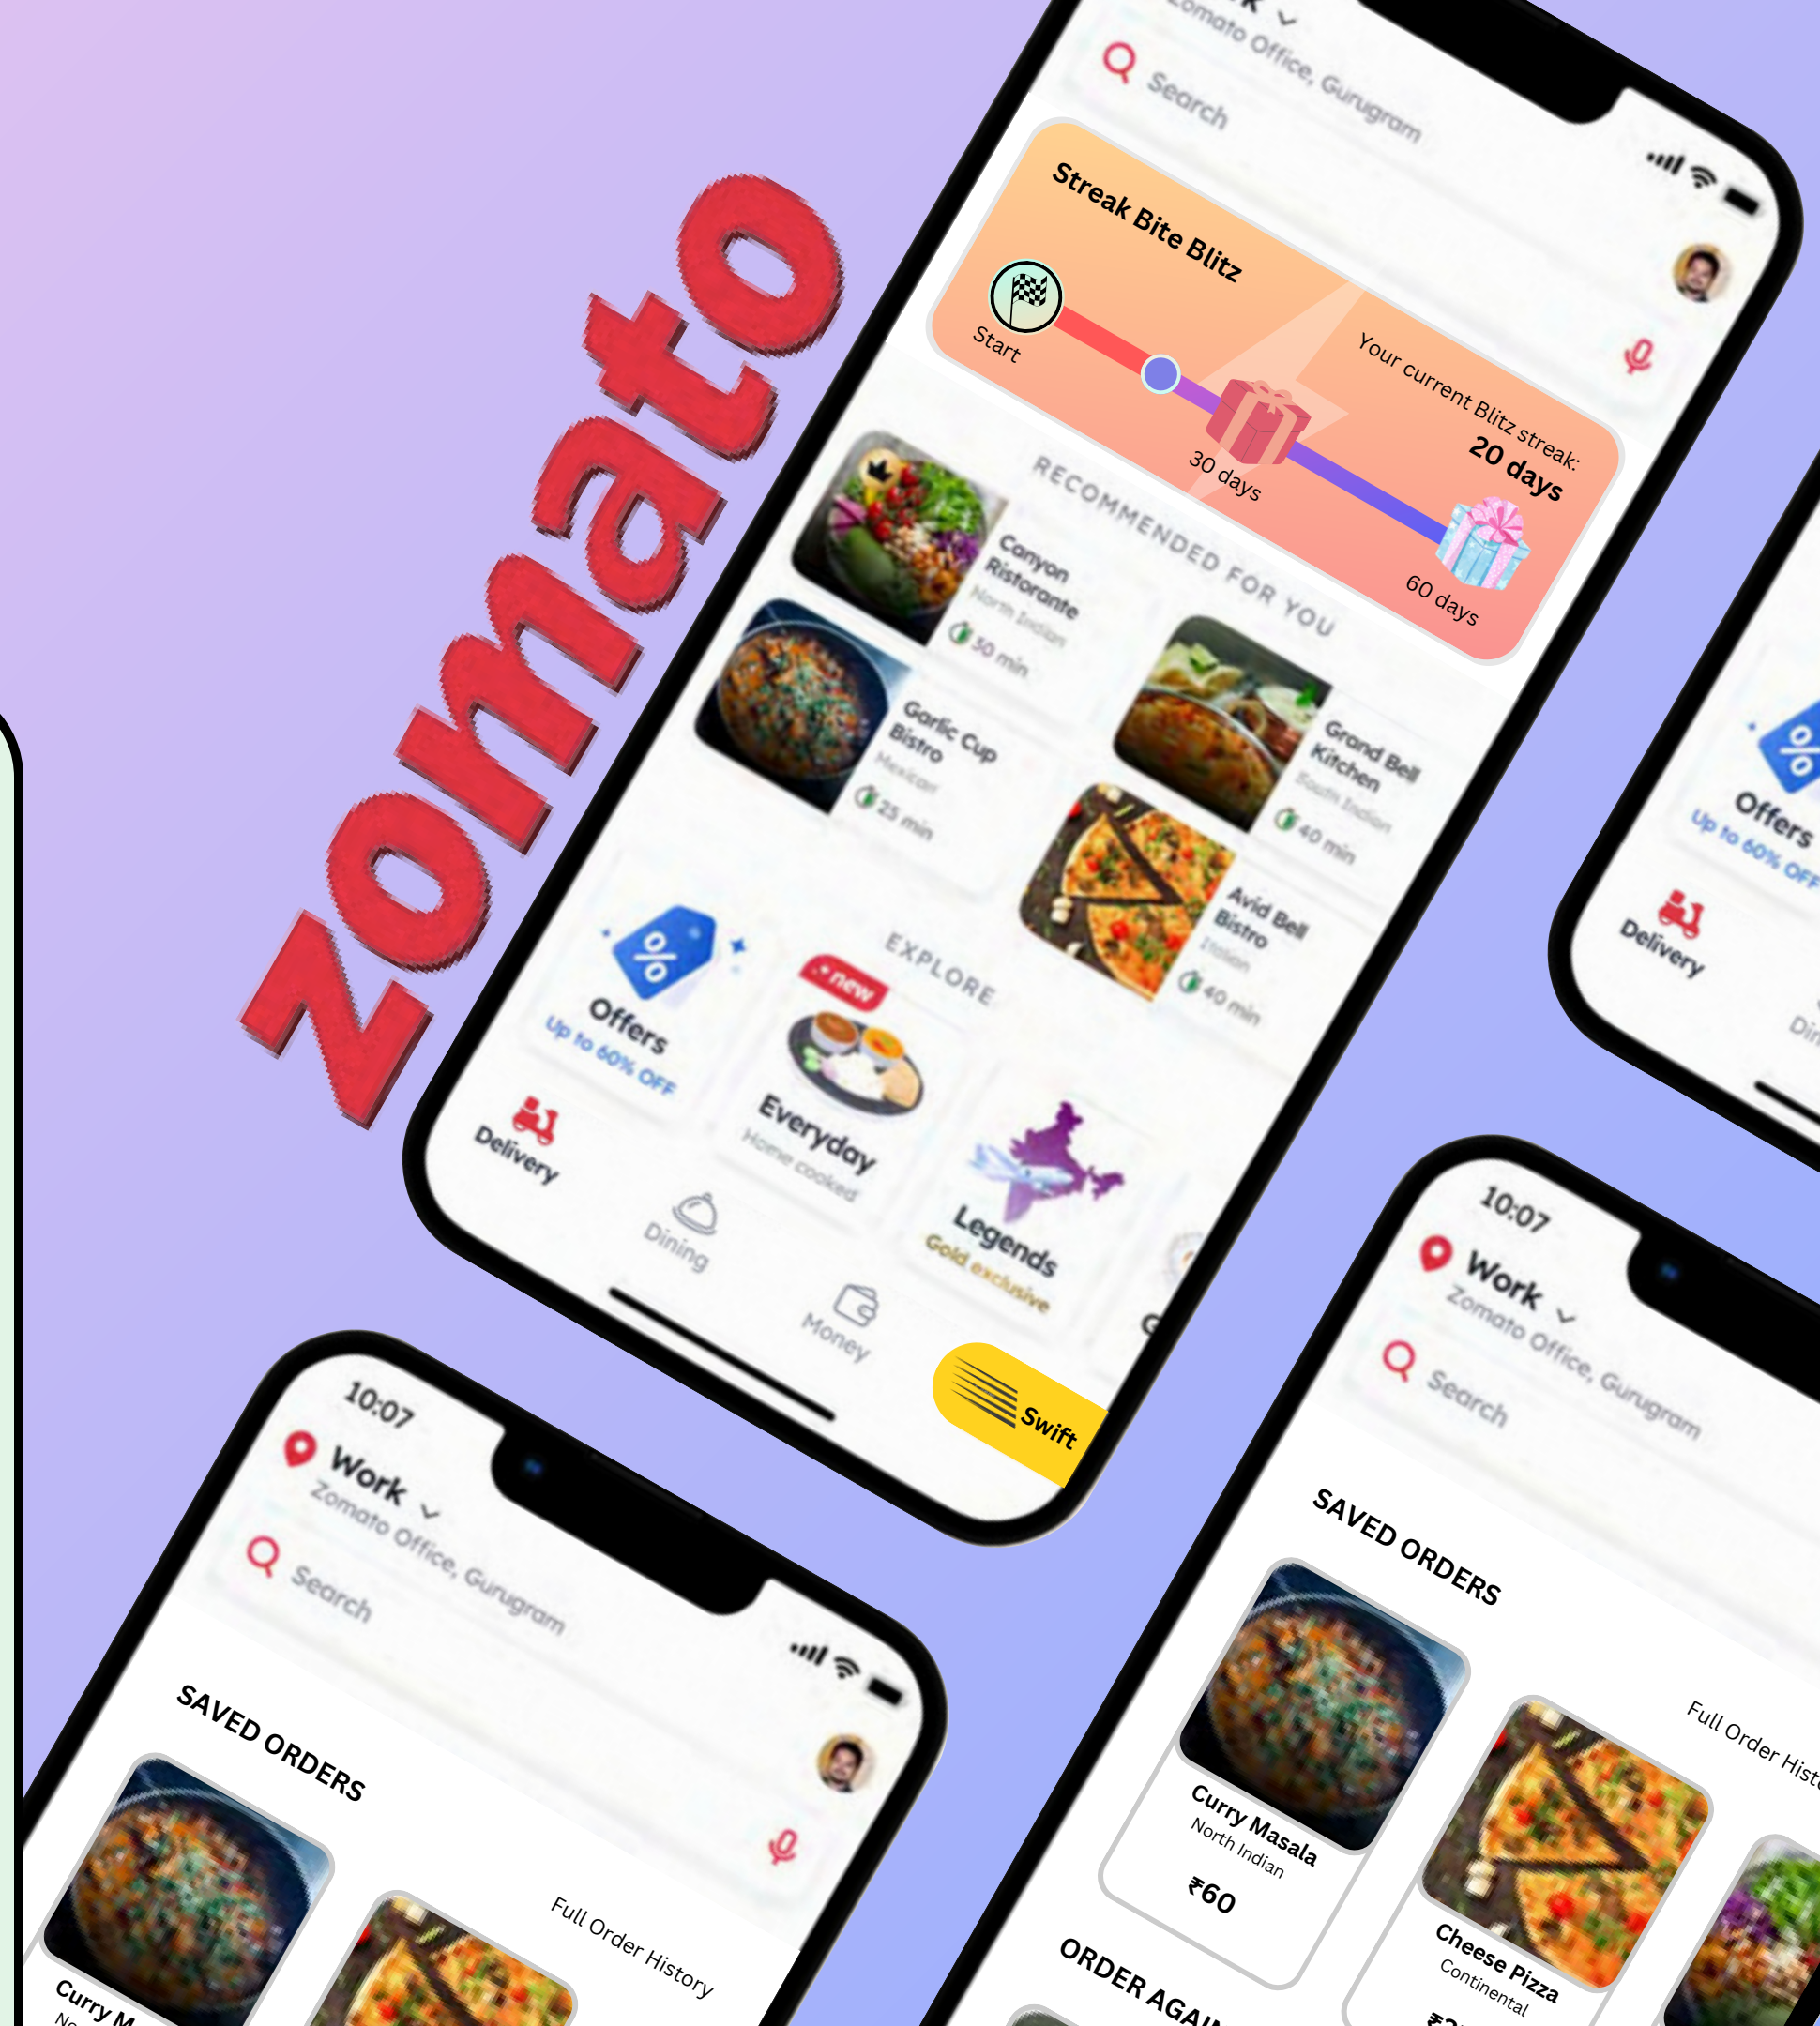 zomato
Zomato Office, Gurugram
Search
Streak Bite Blitz
Start
Your current Blitz streak:
20 days
30 days
60 days
RECOMMENDED FOR YOU
Canyon
Ristorante
North Indian
30 min
Grand Bell
Kitchen
South Indian
40 min
Garlic Cup
Bistro
Mexican
25 min
Avid Bell
Bistro
Italian
40 min
EXPLORE
%
Offers
Up to 60% OFF
new
Everyday
Home cooked
Legends
Gold exclusive
Delivery
Dining
Money
Swift
%
Offers
Up to 60% OFF
Delivery
10:07
Work
Zomato Office, Gurugram
Search
SAVED ORDERS
Full Order History
Curry M
10:07
Work
Zomato Office, Gurugram
Search
SAVED ORDERS
Full Order Histo
Curry Masala
North Indian
₹60
Cheese Pizza
Continental
ORDER AGAIN